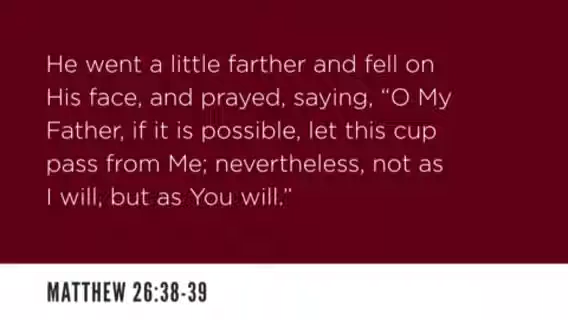 He went a little farther and fell on
His face, and prayed, saying, “O My
Father, if it is possible, let this cup
pass from Me; nevertheless, not as
I will, but as You will.”
MATTHEW 26:38-39